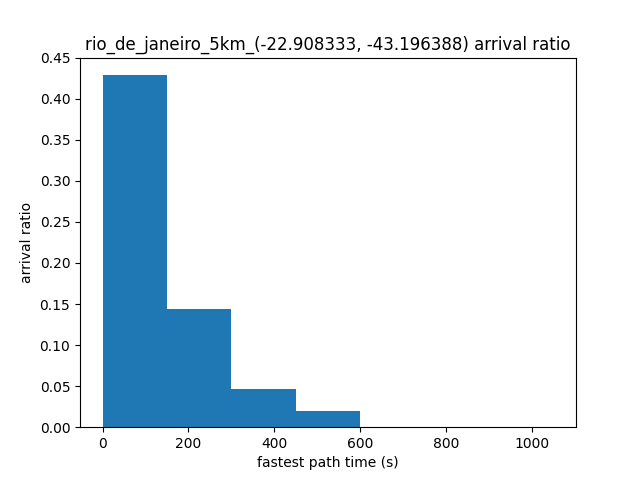 rio_de_janeiro_5km_(-22.908333, -43.196388) arrival ratio
0.45
0.40
0.35
0.30
0.25
0.20
0.15
0.10
0.05
0.00
arrival ratio
0 200 400 600 800 1000
fastest path time (s)